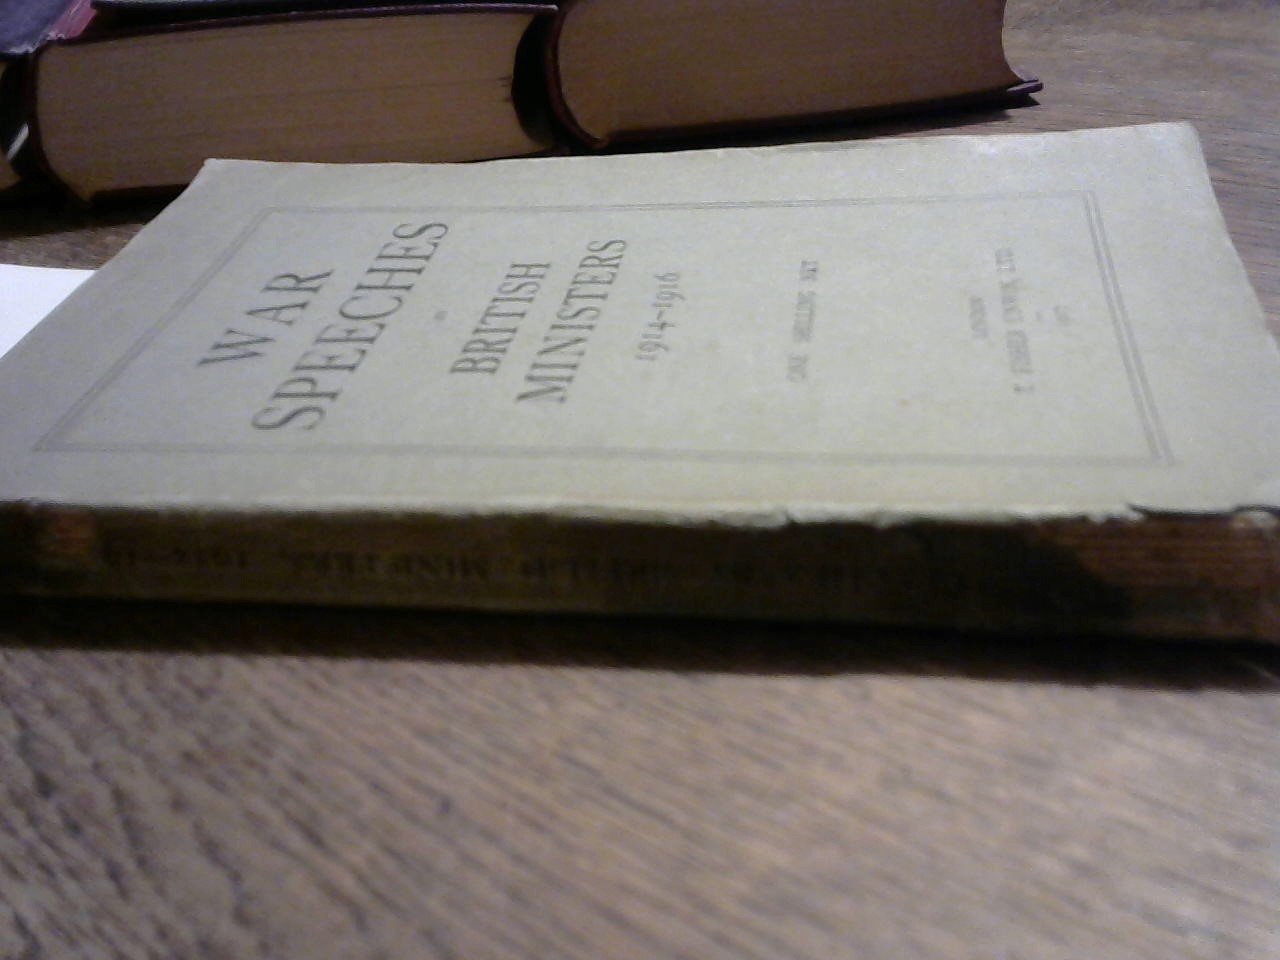 WAR
SPEECHES
BRITISH
MINISTERS
1914-1916
ONE SHILLING NET
LONDON
T FISHER UNWIN, LTD